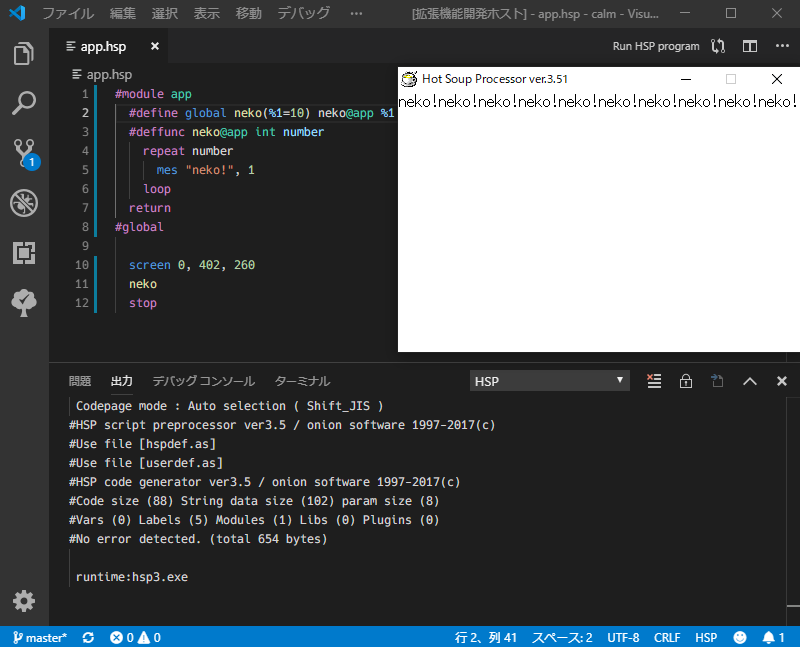 ファイル 編集 選択 表示 移動 デバッグ ··· [拡張機能開発ホスト] - app.hsp - calm - Visu...
app.hsp Run HSP program
app.hsp
1 #module app
2 #define global neko(%1=10) neko@app %1
3 #deffunc neko@app int number
4 repeat number
5 mes "neko!", 1
6 loop
7 return
8 #global
9
10 screen 0, 402, 260
11 neko
12 stop
Hot Soup Processor ver.3.51
neko!neko!neko!neko!neko!neko!neko!neko!neko!neko!
1
問題 出力 デバッグ コンソール ターミナル HSP
Codepage mode : Auto selection ( Shift_JIS )
#HSP script preprocessor ver3.5 / onion software 1997-2017(c)
#Use file [hspdef.as]
#Use file [userdef.as]
#HSP code generator ver3.5 / onion software 1997-2017(c)
#Code size (88) String data size (102) param size (8)
#Vars (0) Labels (5) Modules (1) Libs (0) Plugins (0)
#No error detected. (total 654 bytes)
runtime:hsp3.exe
master* 0 0 行 2、列 41 スペース: 2 UTF-8 CRLF HSP 1